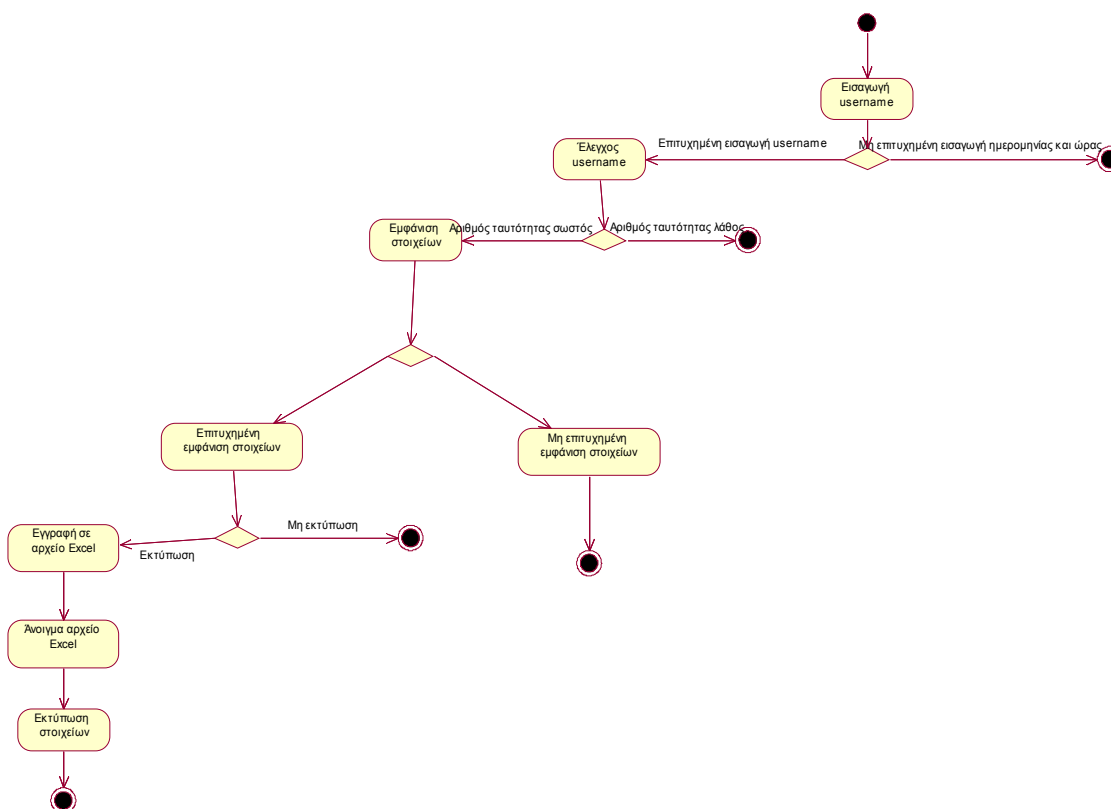 Εισαγωγή
username
Επιτυχημένη εισαγωγή username
Μη επιτυχημένη εισαγωγή ημερομηνίας και ώρας
Έλεγχος
username
Εμφάνιση
στοιχείων
Αριθμός ταυτότητας σωστός
Αριθμός ταυτότητας λάθος
Επιτυχημένη
εμφάνιση στοιχείων
Μη επιτυχημένη
εμφάνιση στοιχείων
Εγγραφή σε
αρχείο Excel
Εκτύπωση
Μη εκτύπωση
Άνοιγμα αρχείο
Excel
Εκτύπωση
στοιχείων